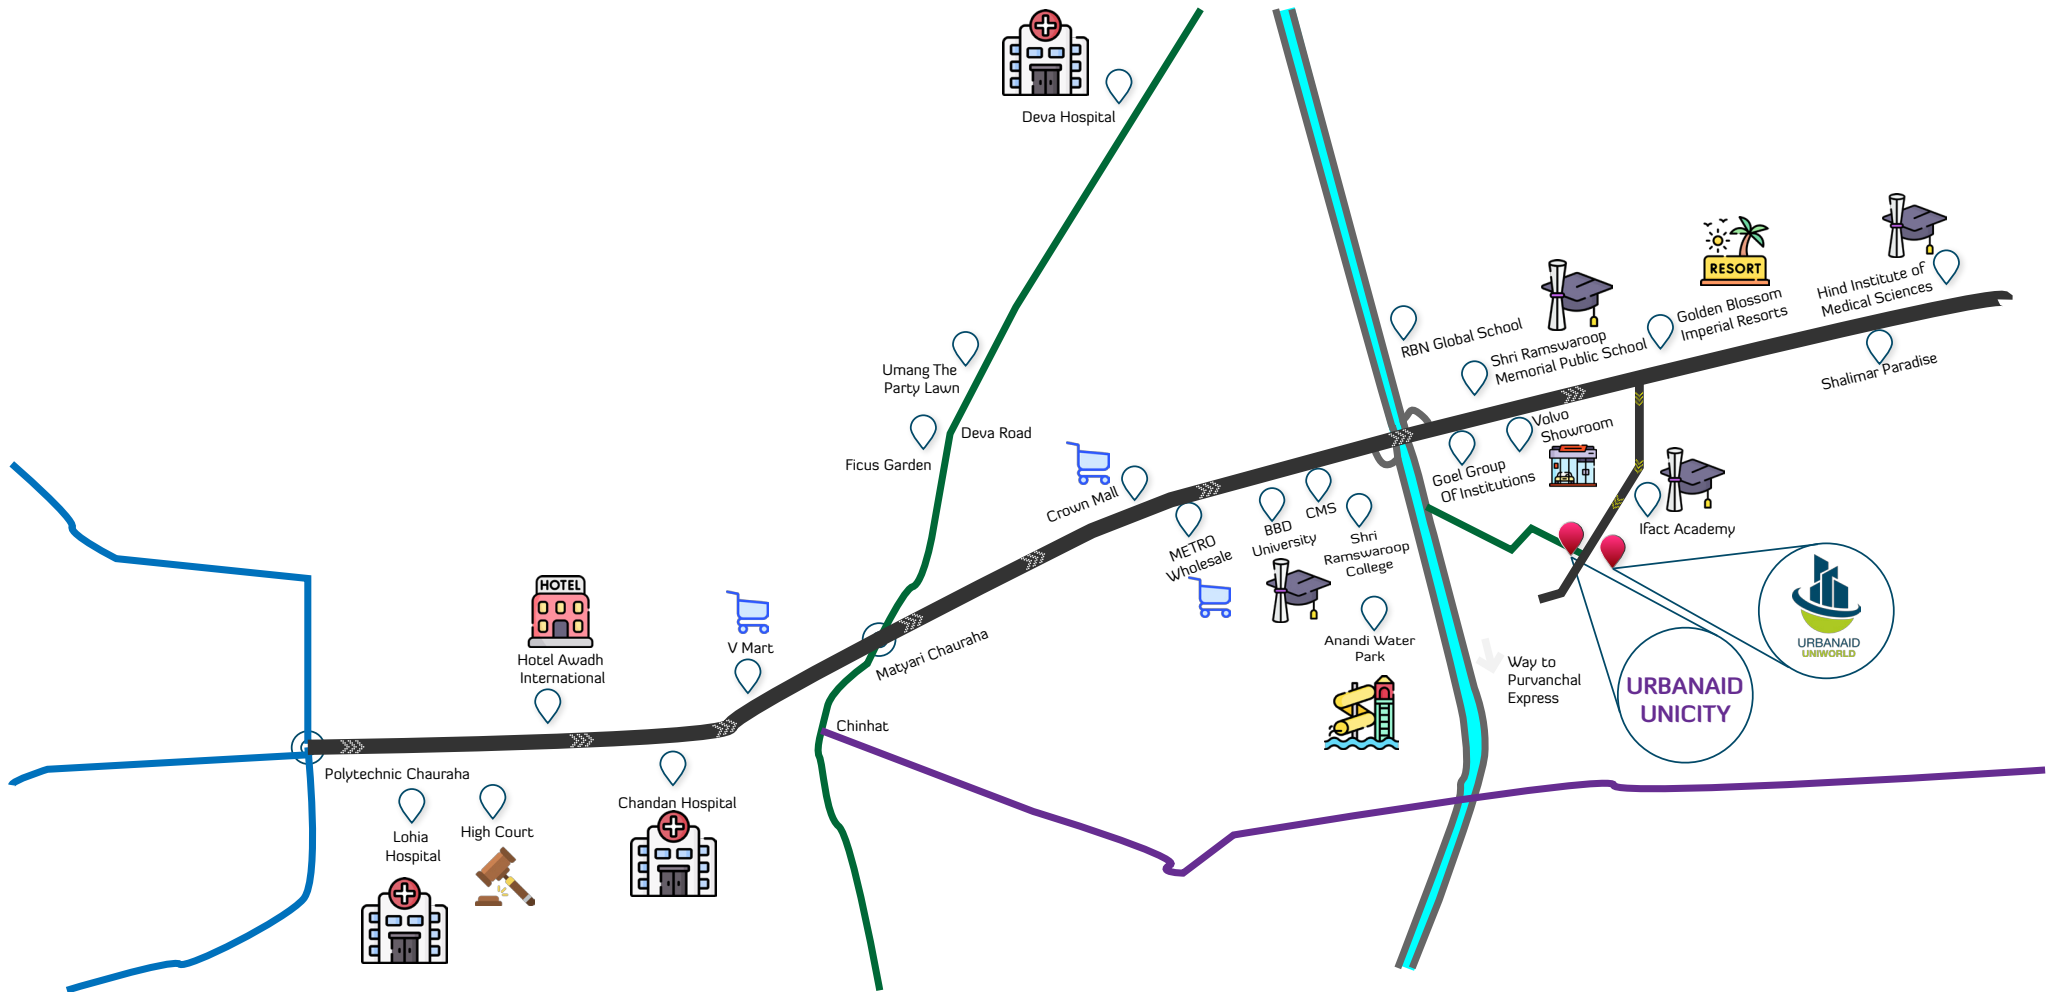 Deva Hospital
Umang The
Party Lawn
Ficus Garden
Deva Road
Crown Mall
METRO
Wholesale
BBD
University
CMS
Shri
Ramswaroop
College
Anandi Water
Park
RBN Global School
Shri Ramswaroop
Memorial Public School
RESORT
Golden Blossom
Imperial Resorts
Hind Institute of
Medical Sciences
Shalimar Paradise
Goel Group
Of Institutions
Volvo
Showroom
Ifact Academy
Way to
Purvanchal
Express
URBANAID
UNIWORLD
URBANAID
UNICITY
HOTEL
Hotel Awadh
International
V Mart
Matyari Chauraha
Chinhat
Polytechnic Chauraha
Lohia
Hospital
High Court
Chandan Hospital